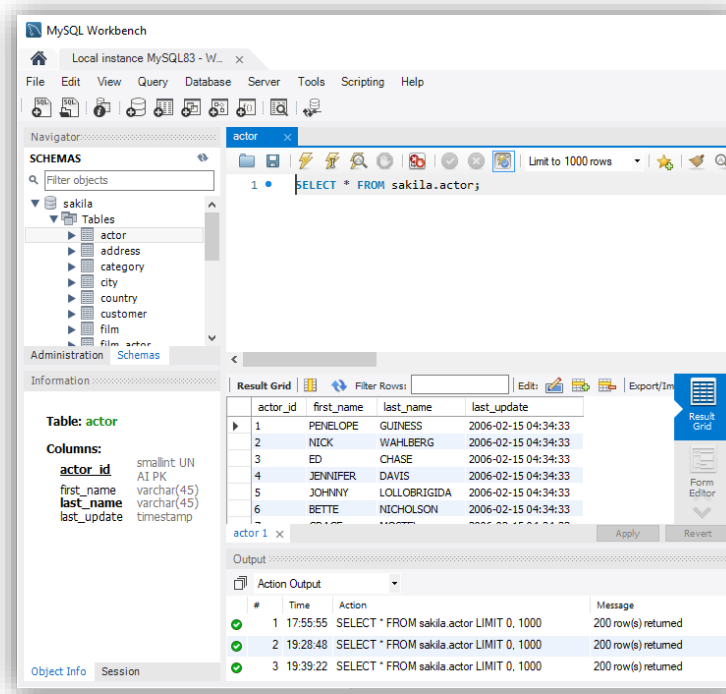 MySQL Workbench
Local instance MySQL83 - W... ×
File Edit View Query Database Server Tools Scripting Help
Navigator
SCHEMAS
Filter objects
sakila
Tables
actor
address
category
city
country
customer
film
film_actor
Administration Schemas
Information
Table: actor
Columns:
actor_id smallint UN
AI PK
first_name varchar(45)
last_name varchar(45)
last_update timestamp
Object Info Session
actor ×
Limit to 1000 rows
1 SELECT * FROM sakila.actor;
Result Grid Filter Rows: Edit: Export/Im
actor_id first_name last_name last_update
1 PENELOPE GUINESS 2006-02-15 04:34:33
2 NICK WAHLBERG 2006-02-15 04:34:33
3 ED CHASE 2006-02-15 04:34:33
4 JENNIFER DAVIS 2006-02-15 04:34:33
5 JOHNNY LOLLOBRIGIDA 2006-02-15 04:34:33
6 BETTE NICHOLSON 2006-02-15 04:34:33
Result
Grid
Form
Editor
actor 1 × Apply Revert
Output
Action Output
# Time Action Message
1 17:55:55 SELECT * FROM sakila.actor LIMIT 0, 1000 200 row(s) returned
2 19:28:48 SELECT * FROM sakila.actor LIMIT 0, 1000 200 row(s) returned
3 19:39:22 SELECT * FROM sakila.actor LIMIT 0, 1000 200 row(s) returned